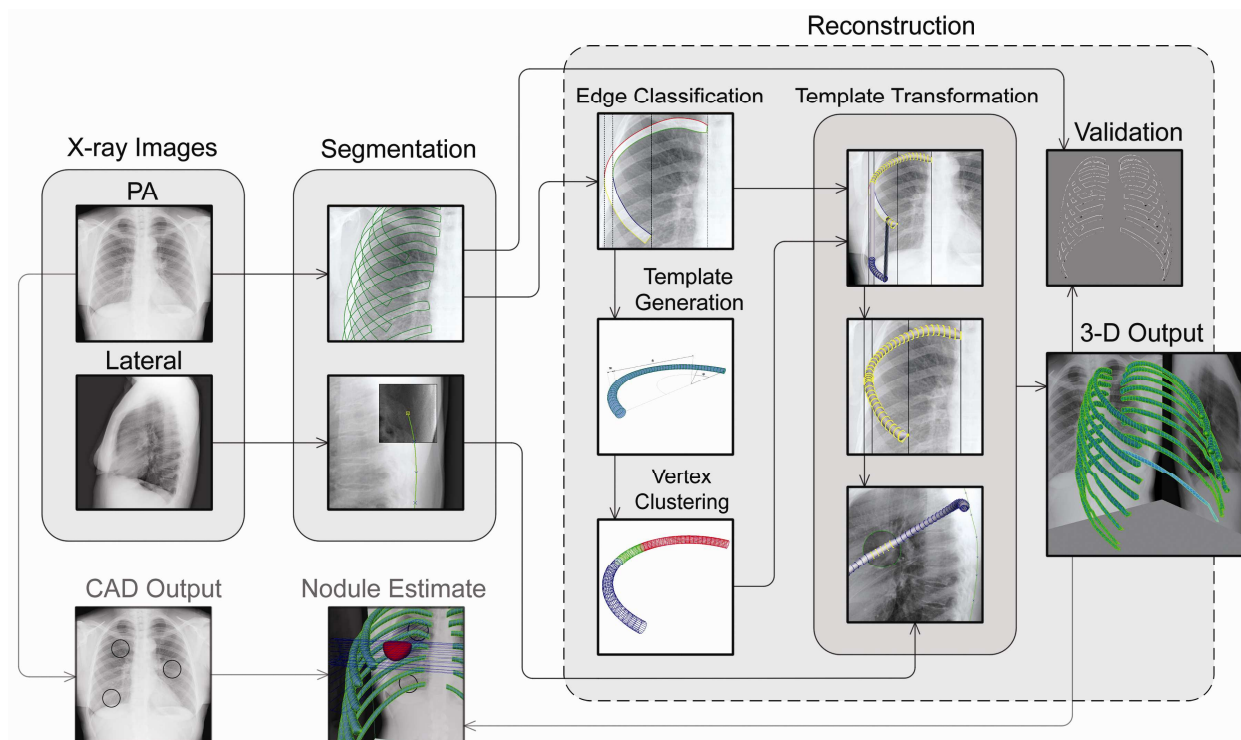 Reconstruction
Edge Classification
Template Transformation
X-ray Images
Segmentation
Validation
PA
Template
Generation
Lateral
3-D Output
Vertex
Clustering
CAD Output
Nodule Estimate